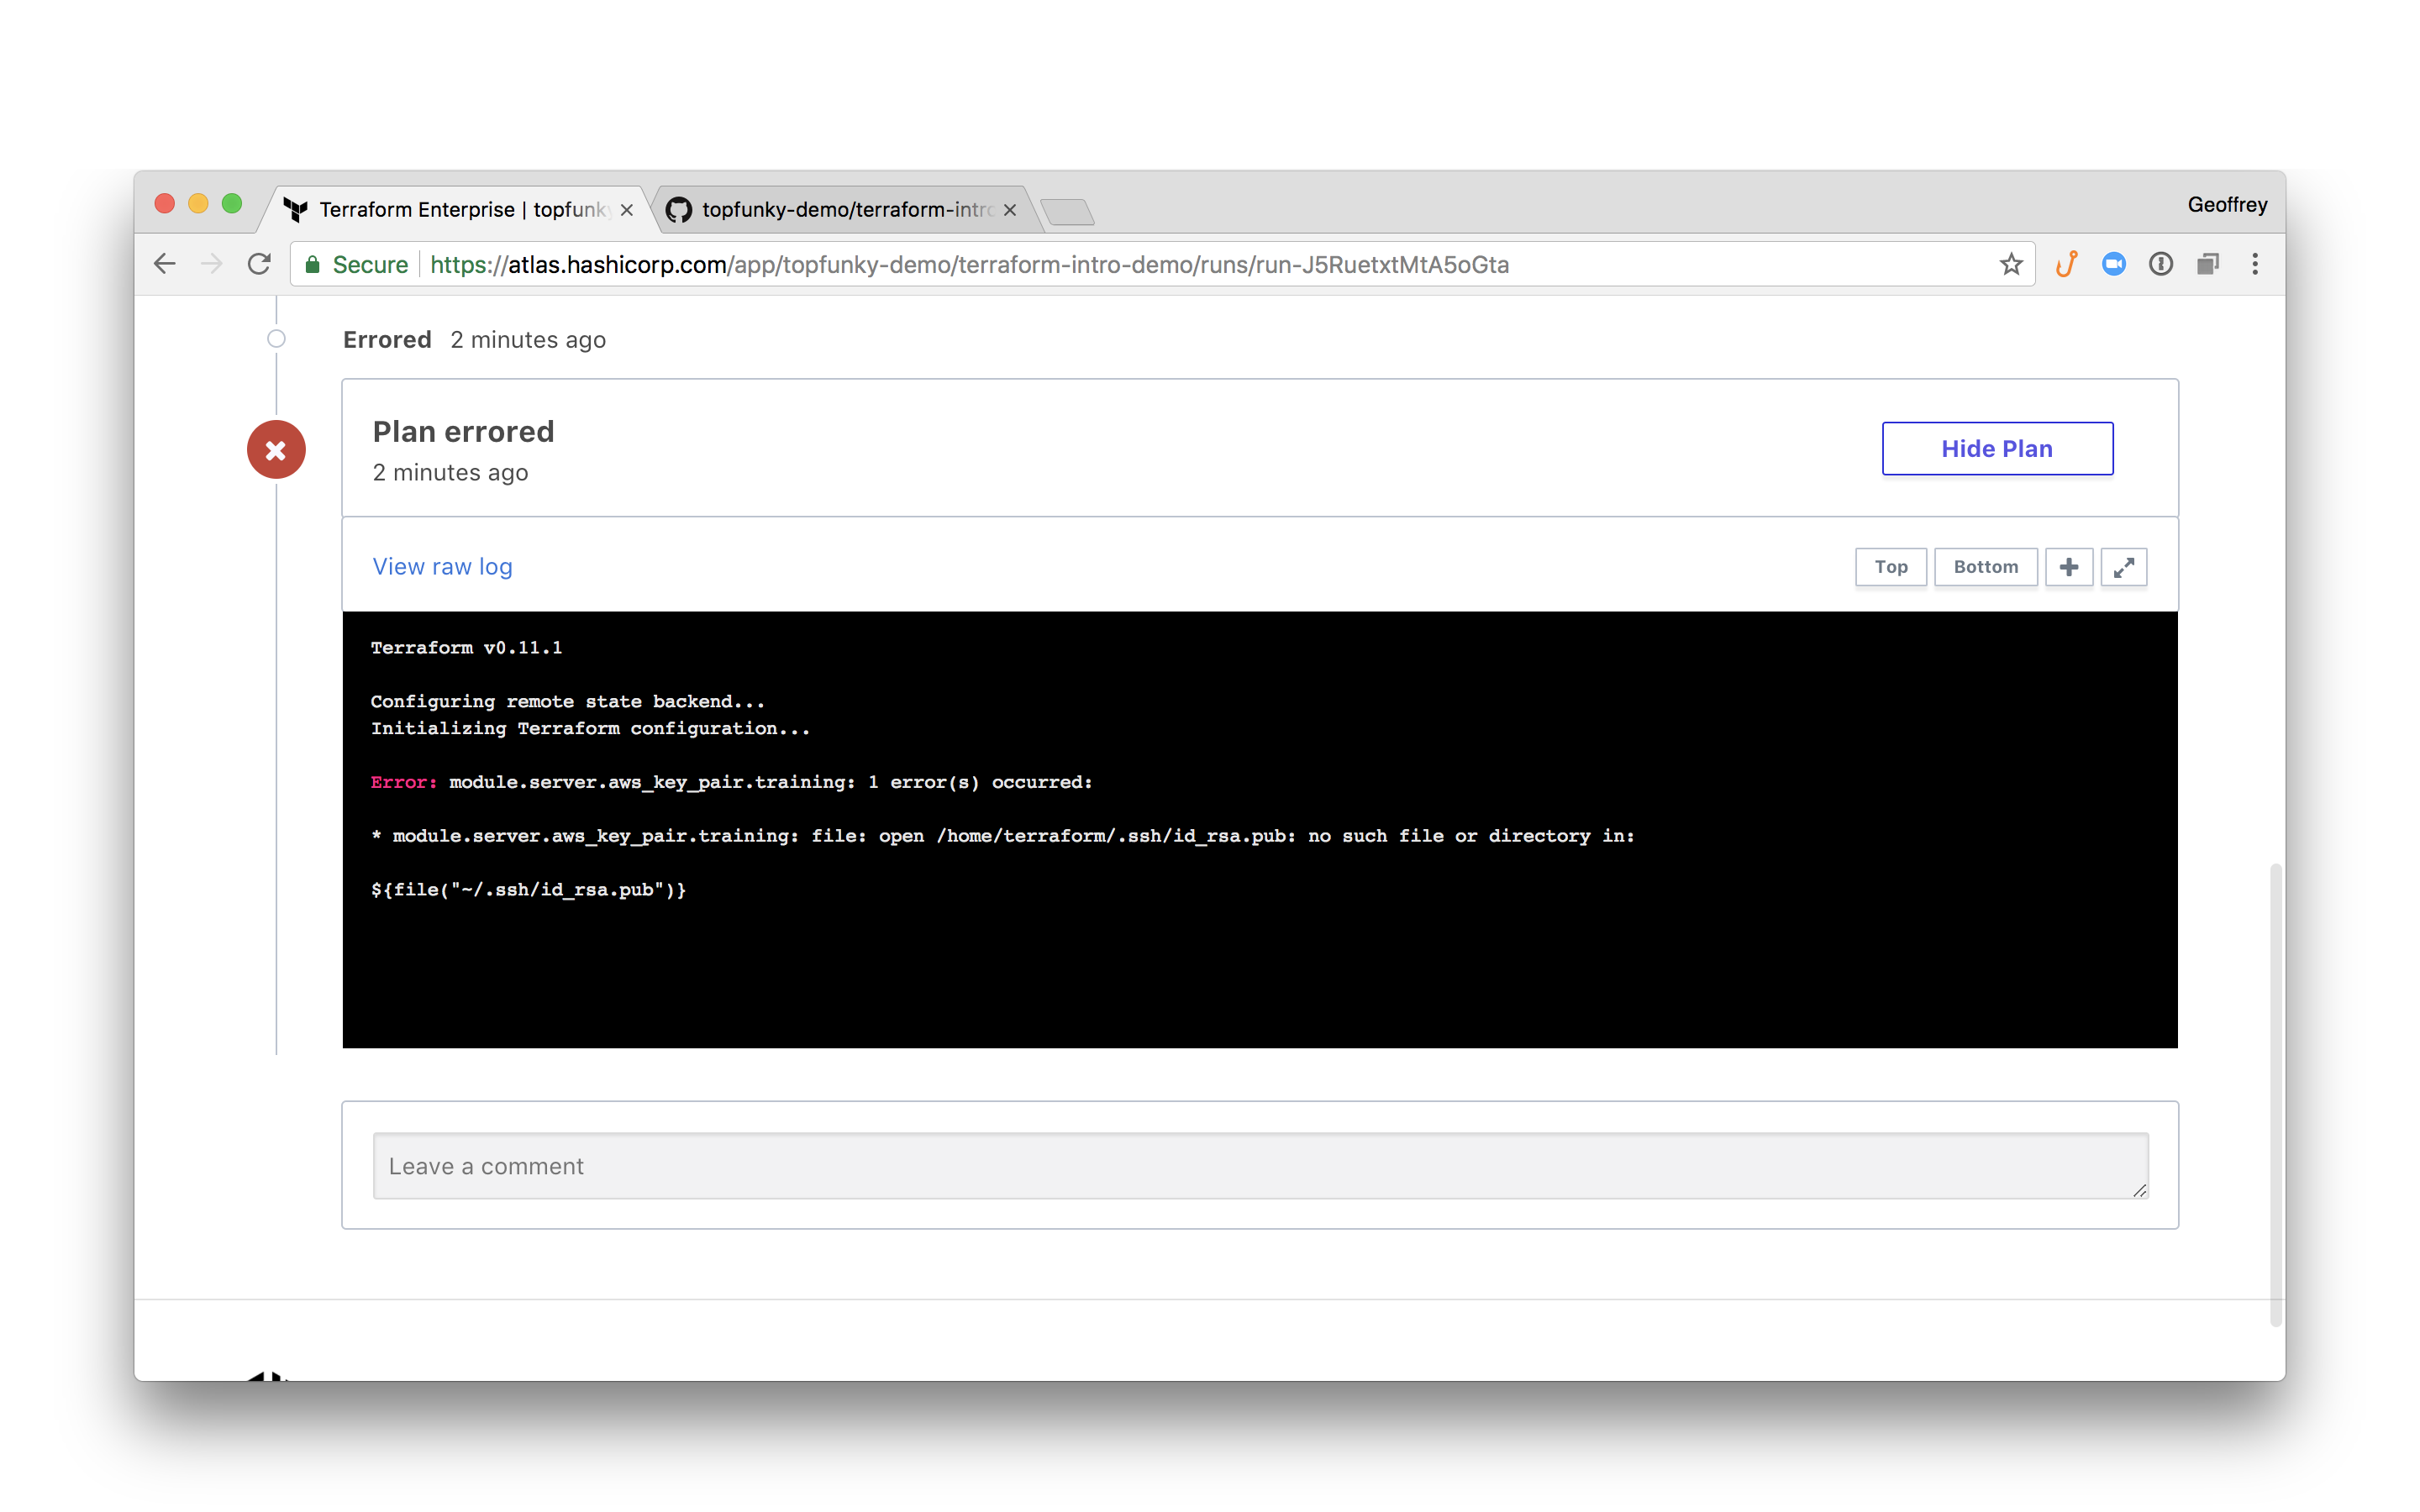 Terraform Enterprise | topfunky
topfunky-demo/terraform-intro
Geoffrey
Secure
https://atlas.hashicorp.com/app/topfunky-demo/terraform-intro-demo/runs/run-J5RuetxtMtA5oGta
Errored 2 minutes ago
Plan errored
2 minutes ago
Hide Plan
View raw log
Top
Bottom
Terraform v0.11.1
Configuring remote state backend...
Initializing Terraform configuration...
Error: module.server.aws_key_pair.training: 1 error(s) occurred:
* module.server.aws_key_pair.training: file: open /home/terraform/.ssh/id_rsa.pub: no such file or directory in:
${file("~/.ssh/id_rsa.pub")}
Leave a comment